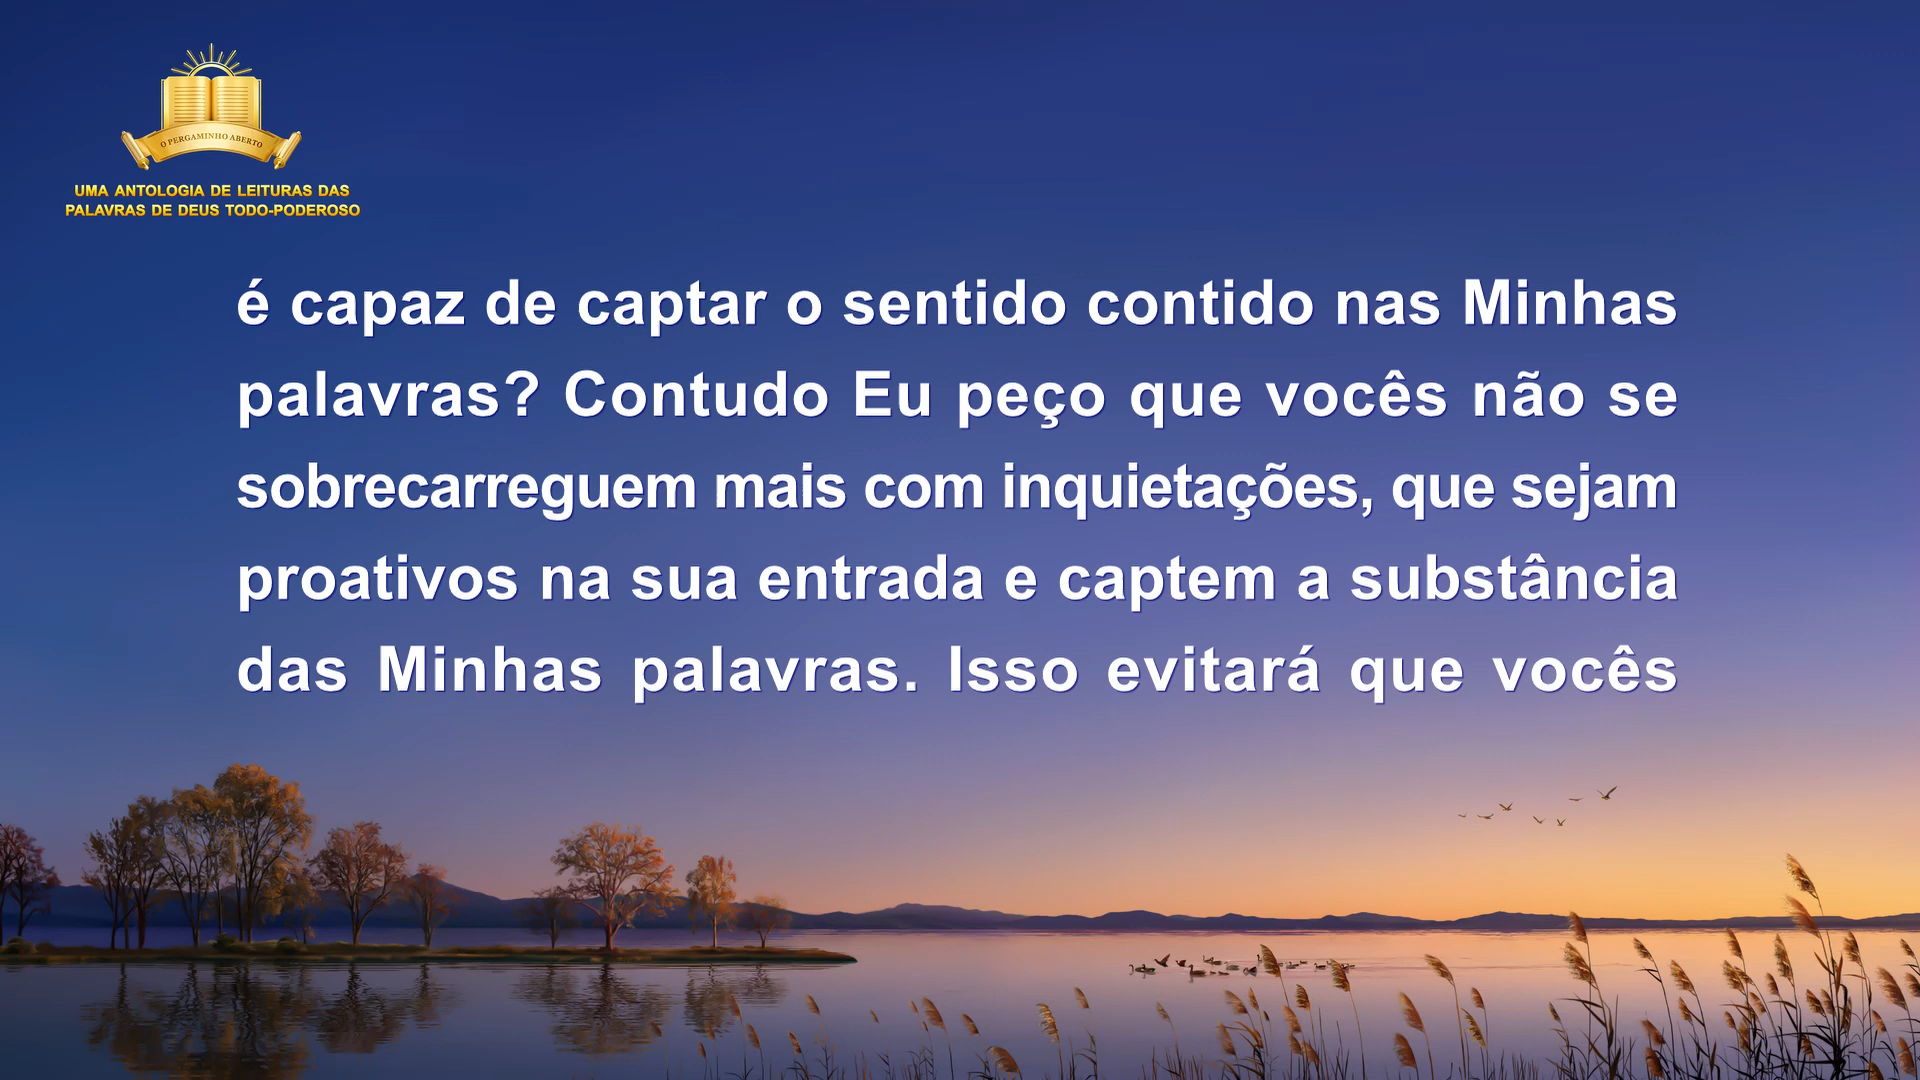 O PERGAMINHO ABERTO
UMA ANTOLOGIA DE LEITURAS DAS
PALAVRAS DE DEUS TODO-PODEROSO
é capaz de captar o sentido contido nas Minhas
palavras? Contudo Eu peço que vocês não se
sobrecarreguem mais com inquietações, que sejam
proativos na sua entrada e captem a substância
das Minhas palavras. Isso evitará que vocês